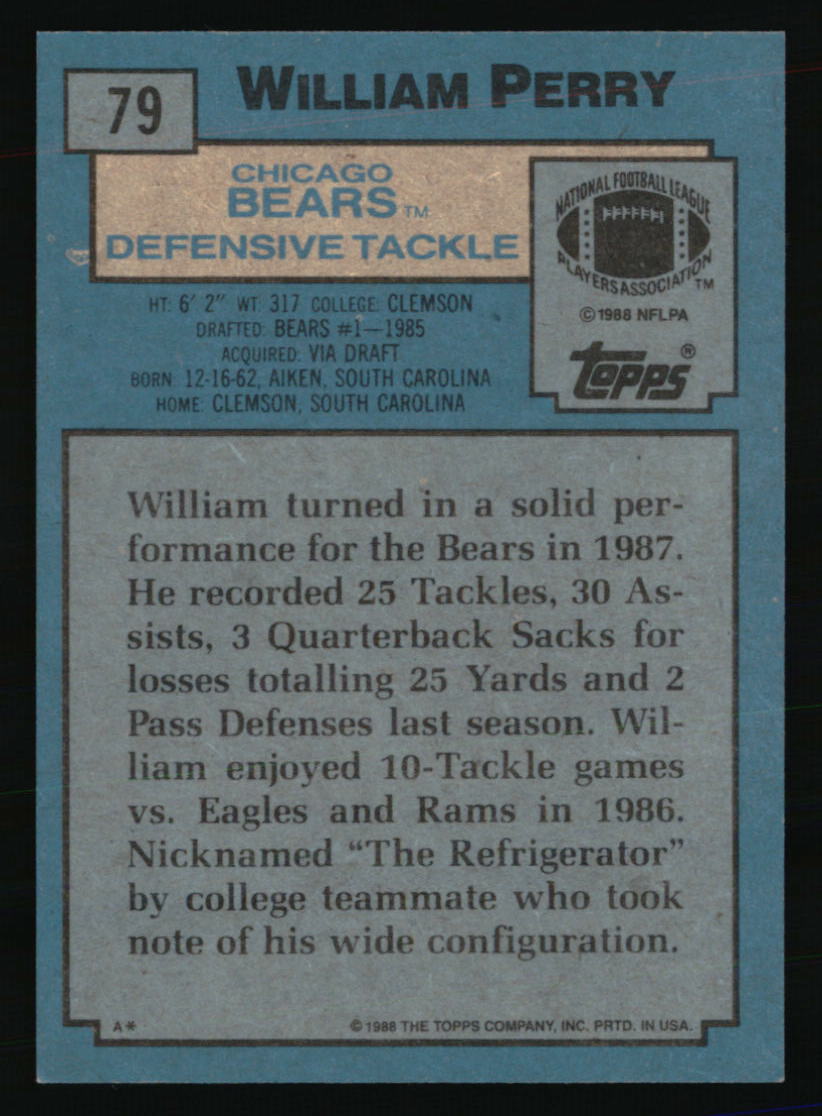 79
WILLIAM PERRY
CHICAGO
BEARS™
DEFENSIVE TACKLE
NATIONAL FOOTBALL LEAGUE
PLAYERS ASSOCIATION™
©1988 NFLPA
topps®
HT: 6′ 2″ WT: 317 COLLEGE: CLEMSON
DRAFTED: BEARS #1—1985
ACQUIRED: VIA DRAFT
BORN: 12-16-62, AIKEN, SOUTH CAROLINA
HOME: CLEMSON, SOUTH CAROLINA
William turned in a solid per-
formance for the Bears in 1987.
He recorded 25 Tackles, 30 As-
sists, 3 Quarterback Sacks for
losses totalling 25 Yards and 2
Pass Defenses last season. Wil-
liam enjoyed 10-Tackle games
vs. Eagles and Rams in 1986.
Nicknamed “The Refrigerator”
by college teammate who took
note of his wide configuration.
A*
©1988 THE TOPPS COMPANY, INC. PRTD. IN USA.